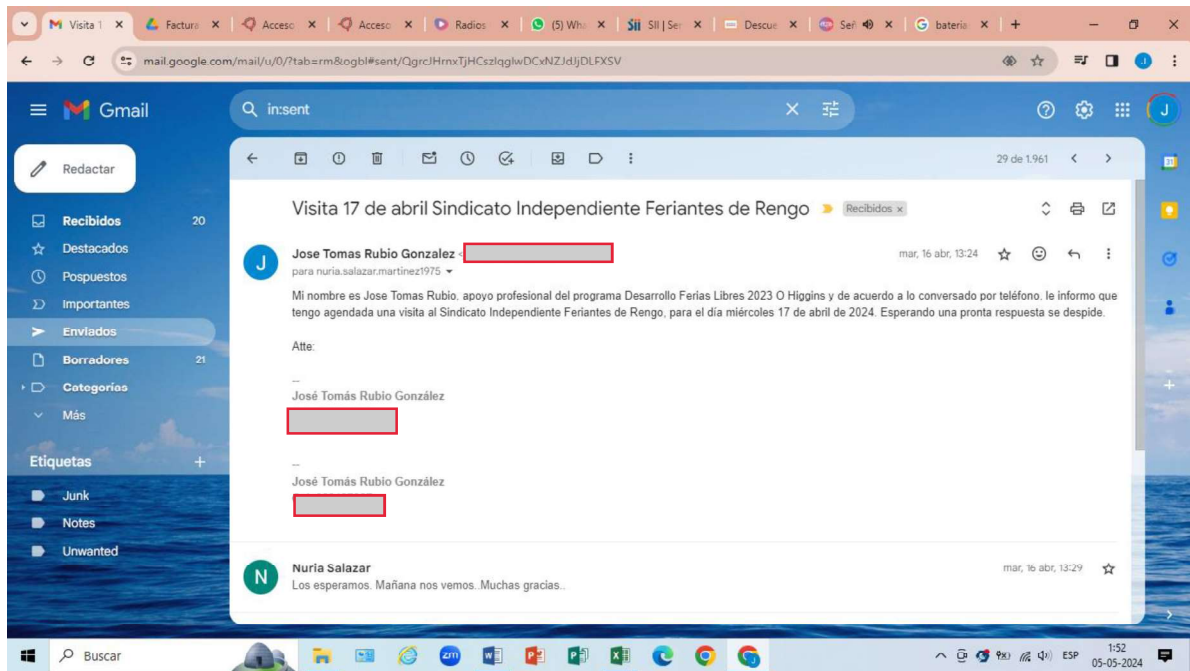 Visita 1
Factura
Acceso
Acceso
Radios
(5) Wha
SII | Ser
Descue
Señ
bateria
mail.google.com/mail/u/0/?tab=rm&ogbl#sent/
Gmail
in:sent
Redactar
29 de 1.961
Recibidos 20
Destacados
Pospuestos
Importantes
Enviados
Borradores 21
Categorías
Más
Etiquetas
Junk
Notes
Unwanted
Visita 17 de abril Sindicato Independiente Feriantes de Rengo Recibidos x
Jose Tomas Rubio Gonzalez < mar, 16 abr, 13:24
para nuria.salazar.martinez1975
Mi nombre es Jose Tomas Rubio, apoyo profesional del programa Desarrollo Ferias Libres 2023 O Higgins y de acuerdo a lo conversado por teléfono, le informo que
tengo agendada una visita al Sindicato Independiente Feriantes de Rengo, para el día miércoles 17 de abril de 2024. Esperando una pronta respuesta se despide.
Atte:
--
José Tomás Rubio González
--
José Tomás Rubio González
Nuria Salazar mar, 16 abr, 13:29
Los esperamos. Mañana nos vemos..Muchas gracias..
Buscar
ESP
1:52
05-05-2024